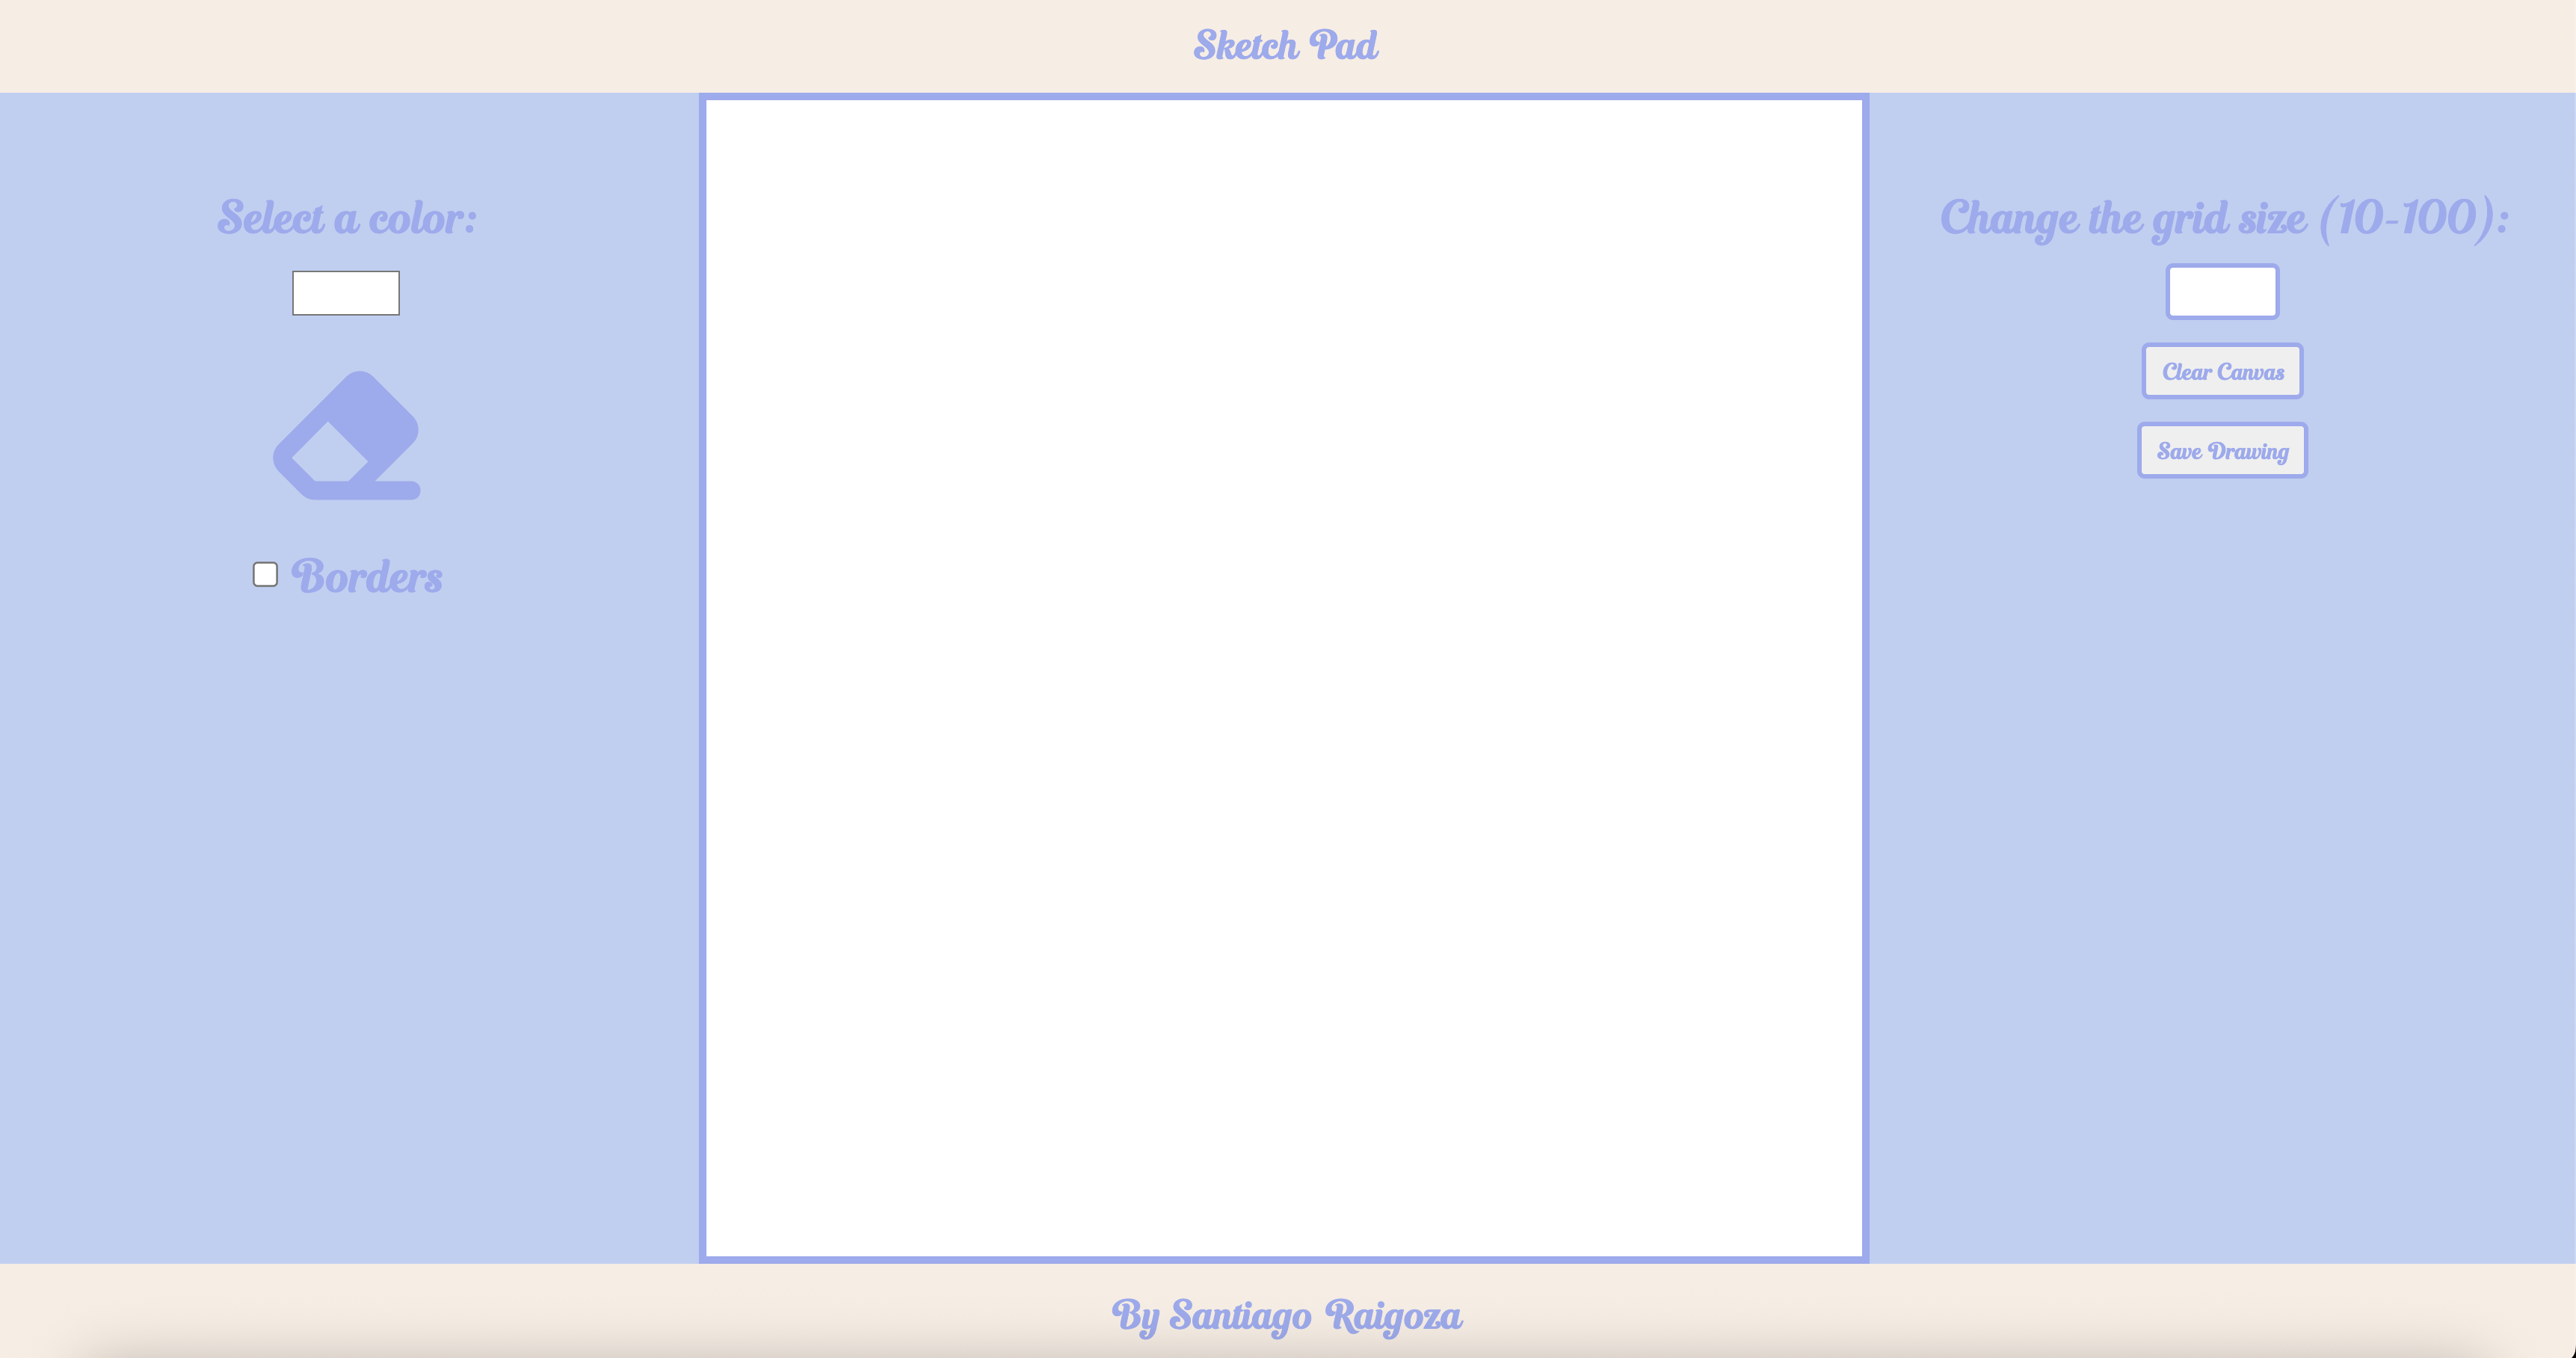 Sketch Pad
Select a color:
Borders
Change the grid size (10-100):
Clear Canvas
Save Drawing
By Santiago Raigoza